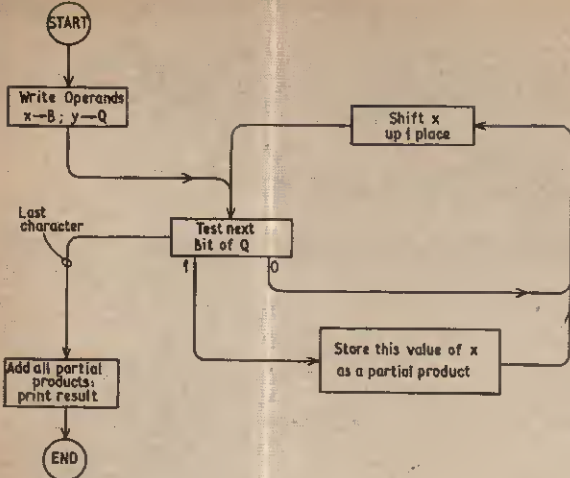 START
Write Operands
x→B; y→Q
Shift x
up 1 place
Last
character
Test next
Bit of Q
1
0
Store this value of x
as a partial product
Add all partial
products:
print result
END